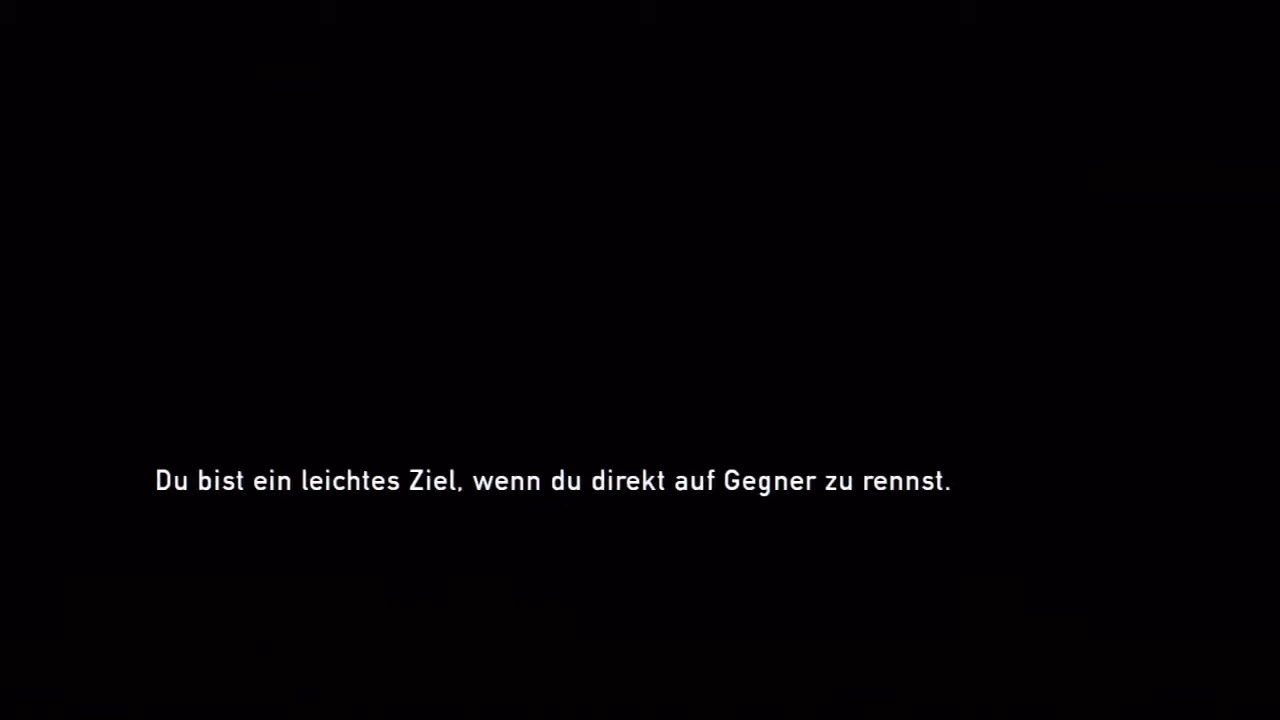 Du bist ein leichtes Ziel, wenn du direkt auf Gegner zu rennst.